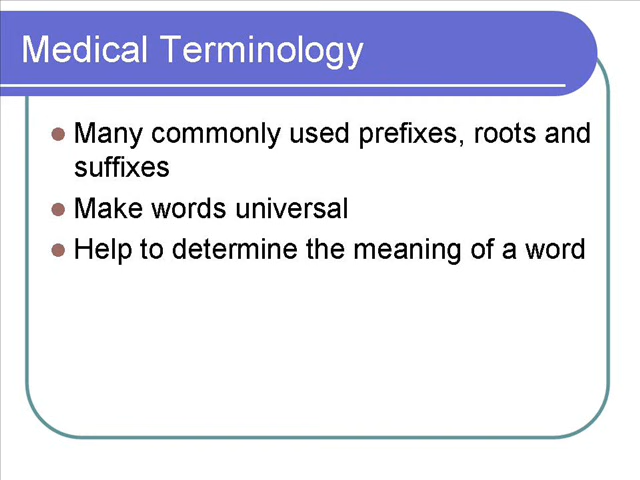 Medical Terminology
Many commonly used prefixes, roots and
suffixes
Make words universal
Help to determine the meaning of a word